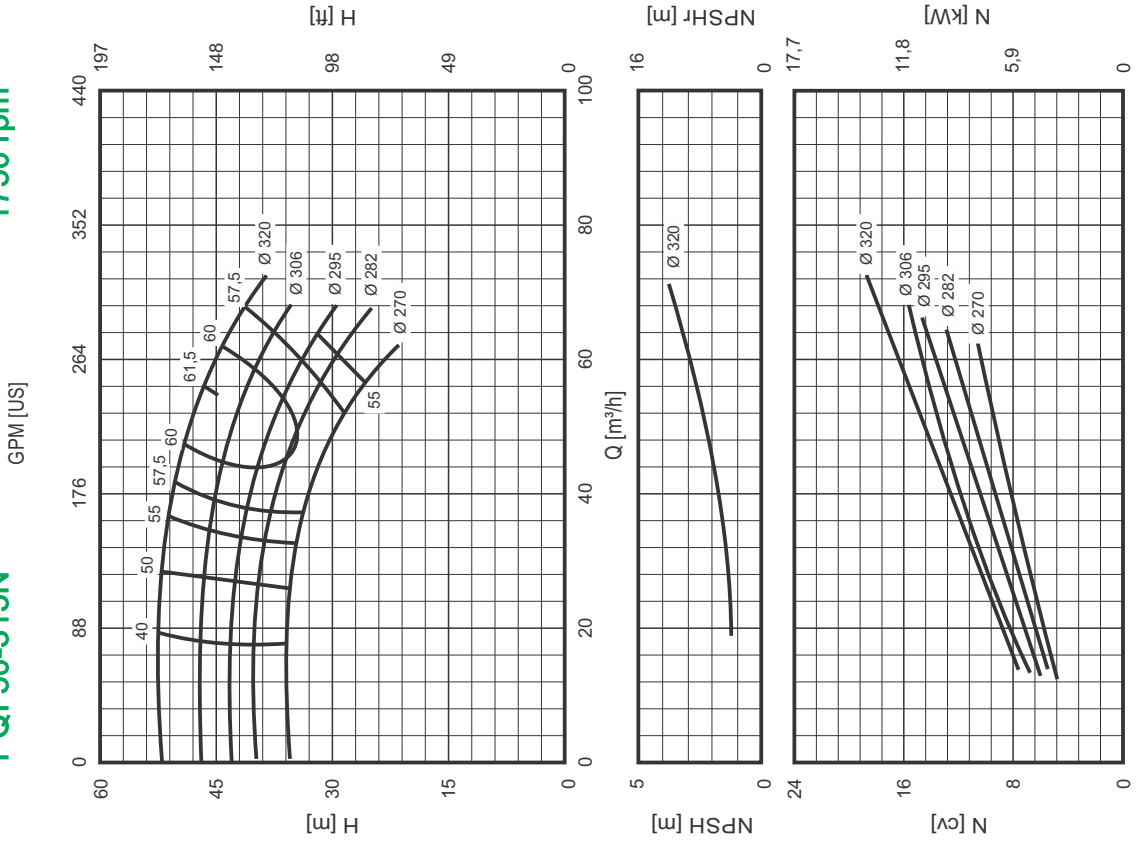 1750 rpm
GPM [US]
0 88 176 264 352 440
H [m]
60
45
30
15
0
H [ft]
197
148
98
49
0
40
50
55
57,5
60
61,5
60
57,5
55
Ø 320
Ø 306
Ø 295
Ø 282
Ø 270
0 20 40 60 80 100
Q [m³/h]
NPSH [m]
5
0
NPSHr [m]
16
0
Ø 320
N [cv]
24
16
8
0
N [kW]
17,7
11,8
5,9
0
Ø 320
Ø 306
Ø 295
Ø 282
Ø 270